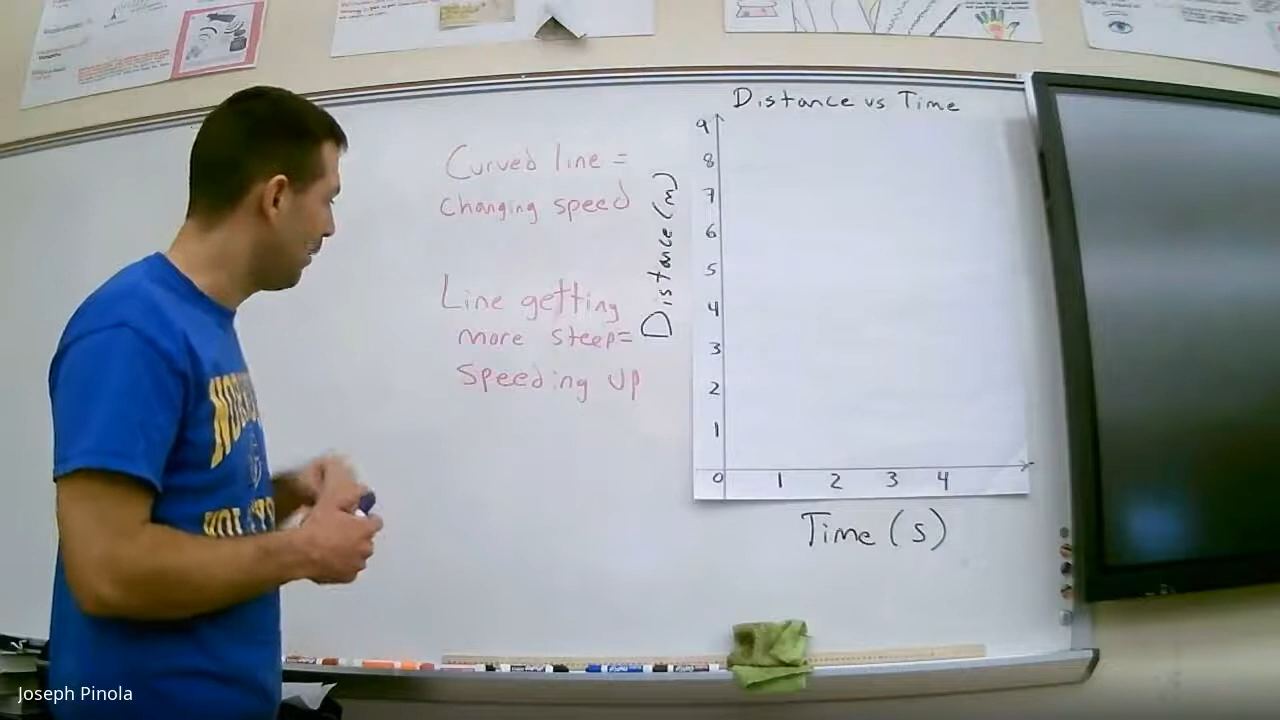 Distance vs Time
Curved line =
changing speed
Line getting
more steep=
speeding up
Distance (m)
9
8
7
6
5
4
3
2
1
0 1 2 3 4
Time (s)
Joseph Pinola